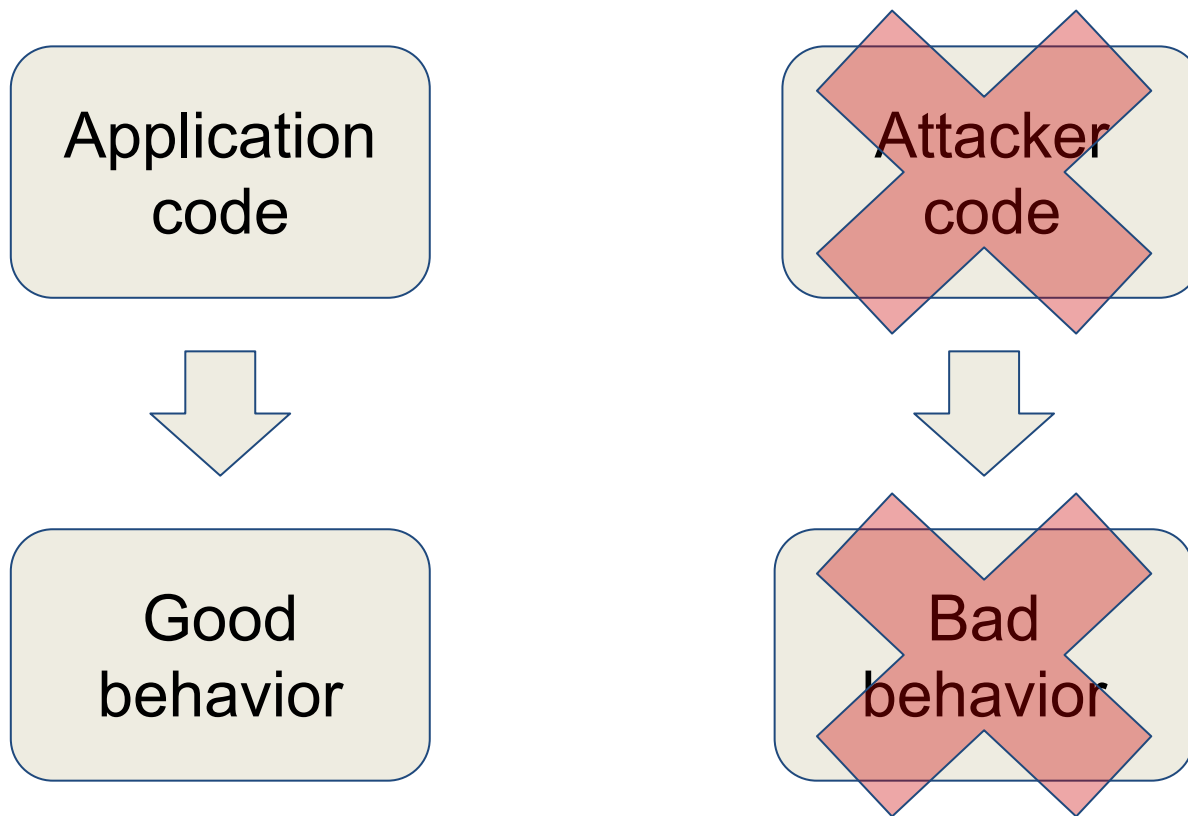 Application
code
Attacker
code
Good
behavior
Bad
behavior